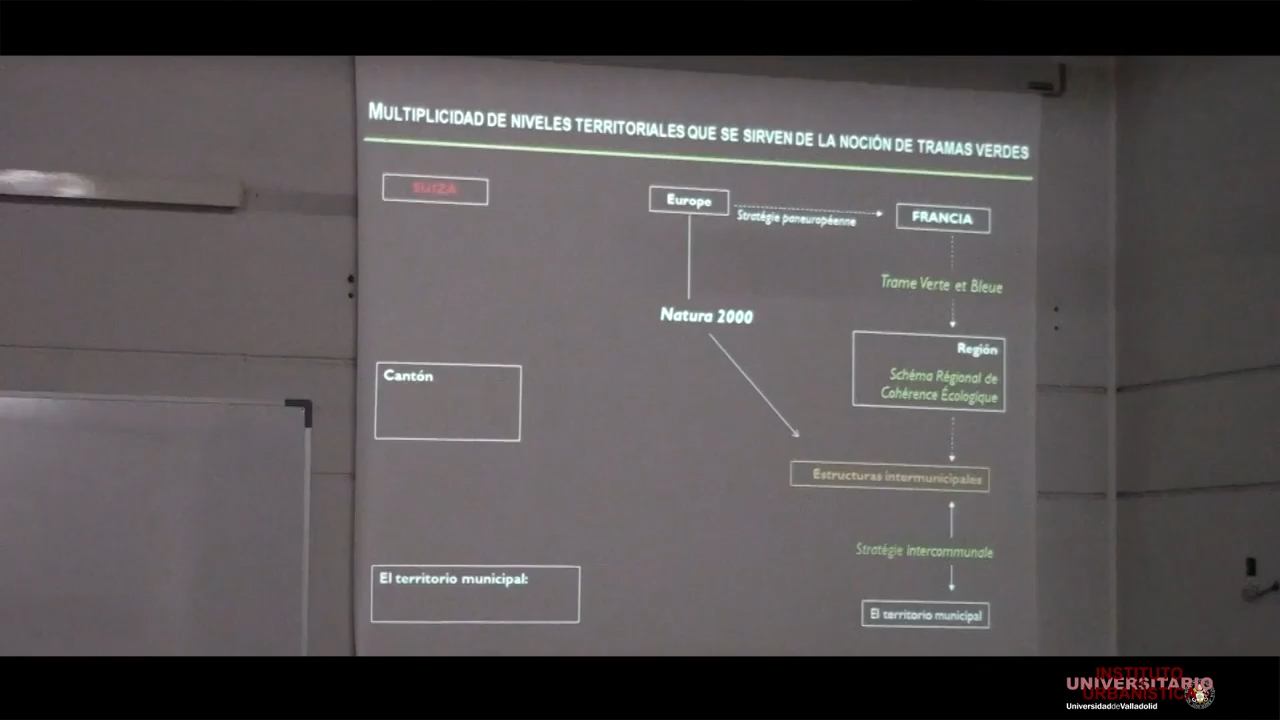 MULTIPLICIDAD DE NIVELES TERRITORIALES QUE SE SIRVEN DE LA NOCIÓN DE TRAMAS VERDES
SUIZA
Europe
Stratégie paneuropéenne
FRANCIA
Trame Verte et Bleue
Natura 2000
Región
Schéma Régional de
Cohérence Écologique
Cantón
Estructuras intermunicipales
Stratégie Intercommunale
El territorio municipal:
El territorio municipal
INSTITUTO
UNIVERSITARIO
URBANÍSTICA
UniversidaddeValladolid